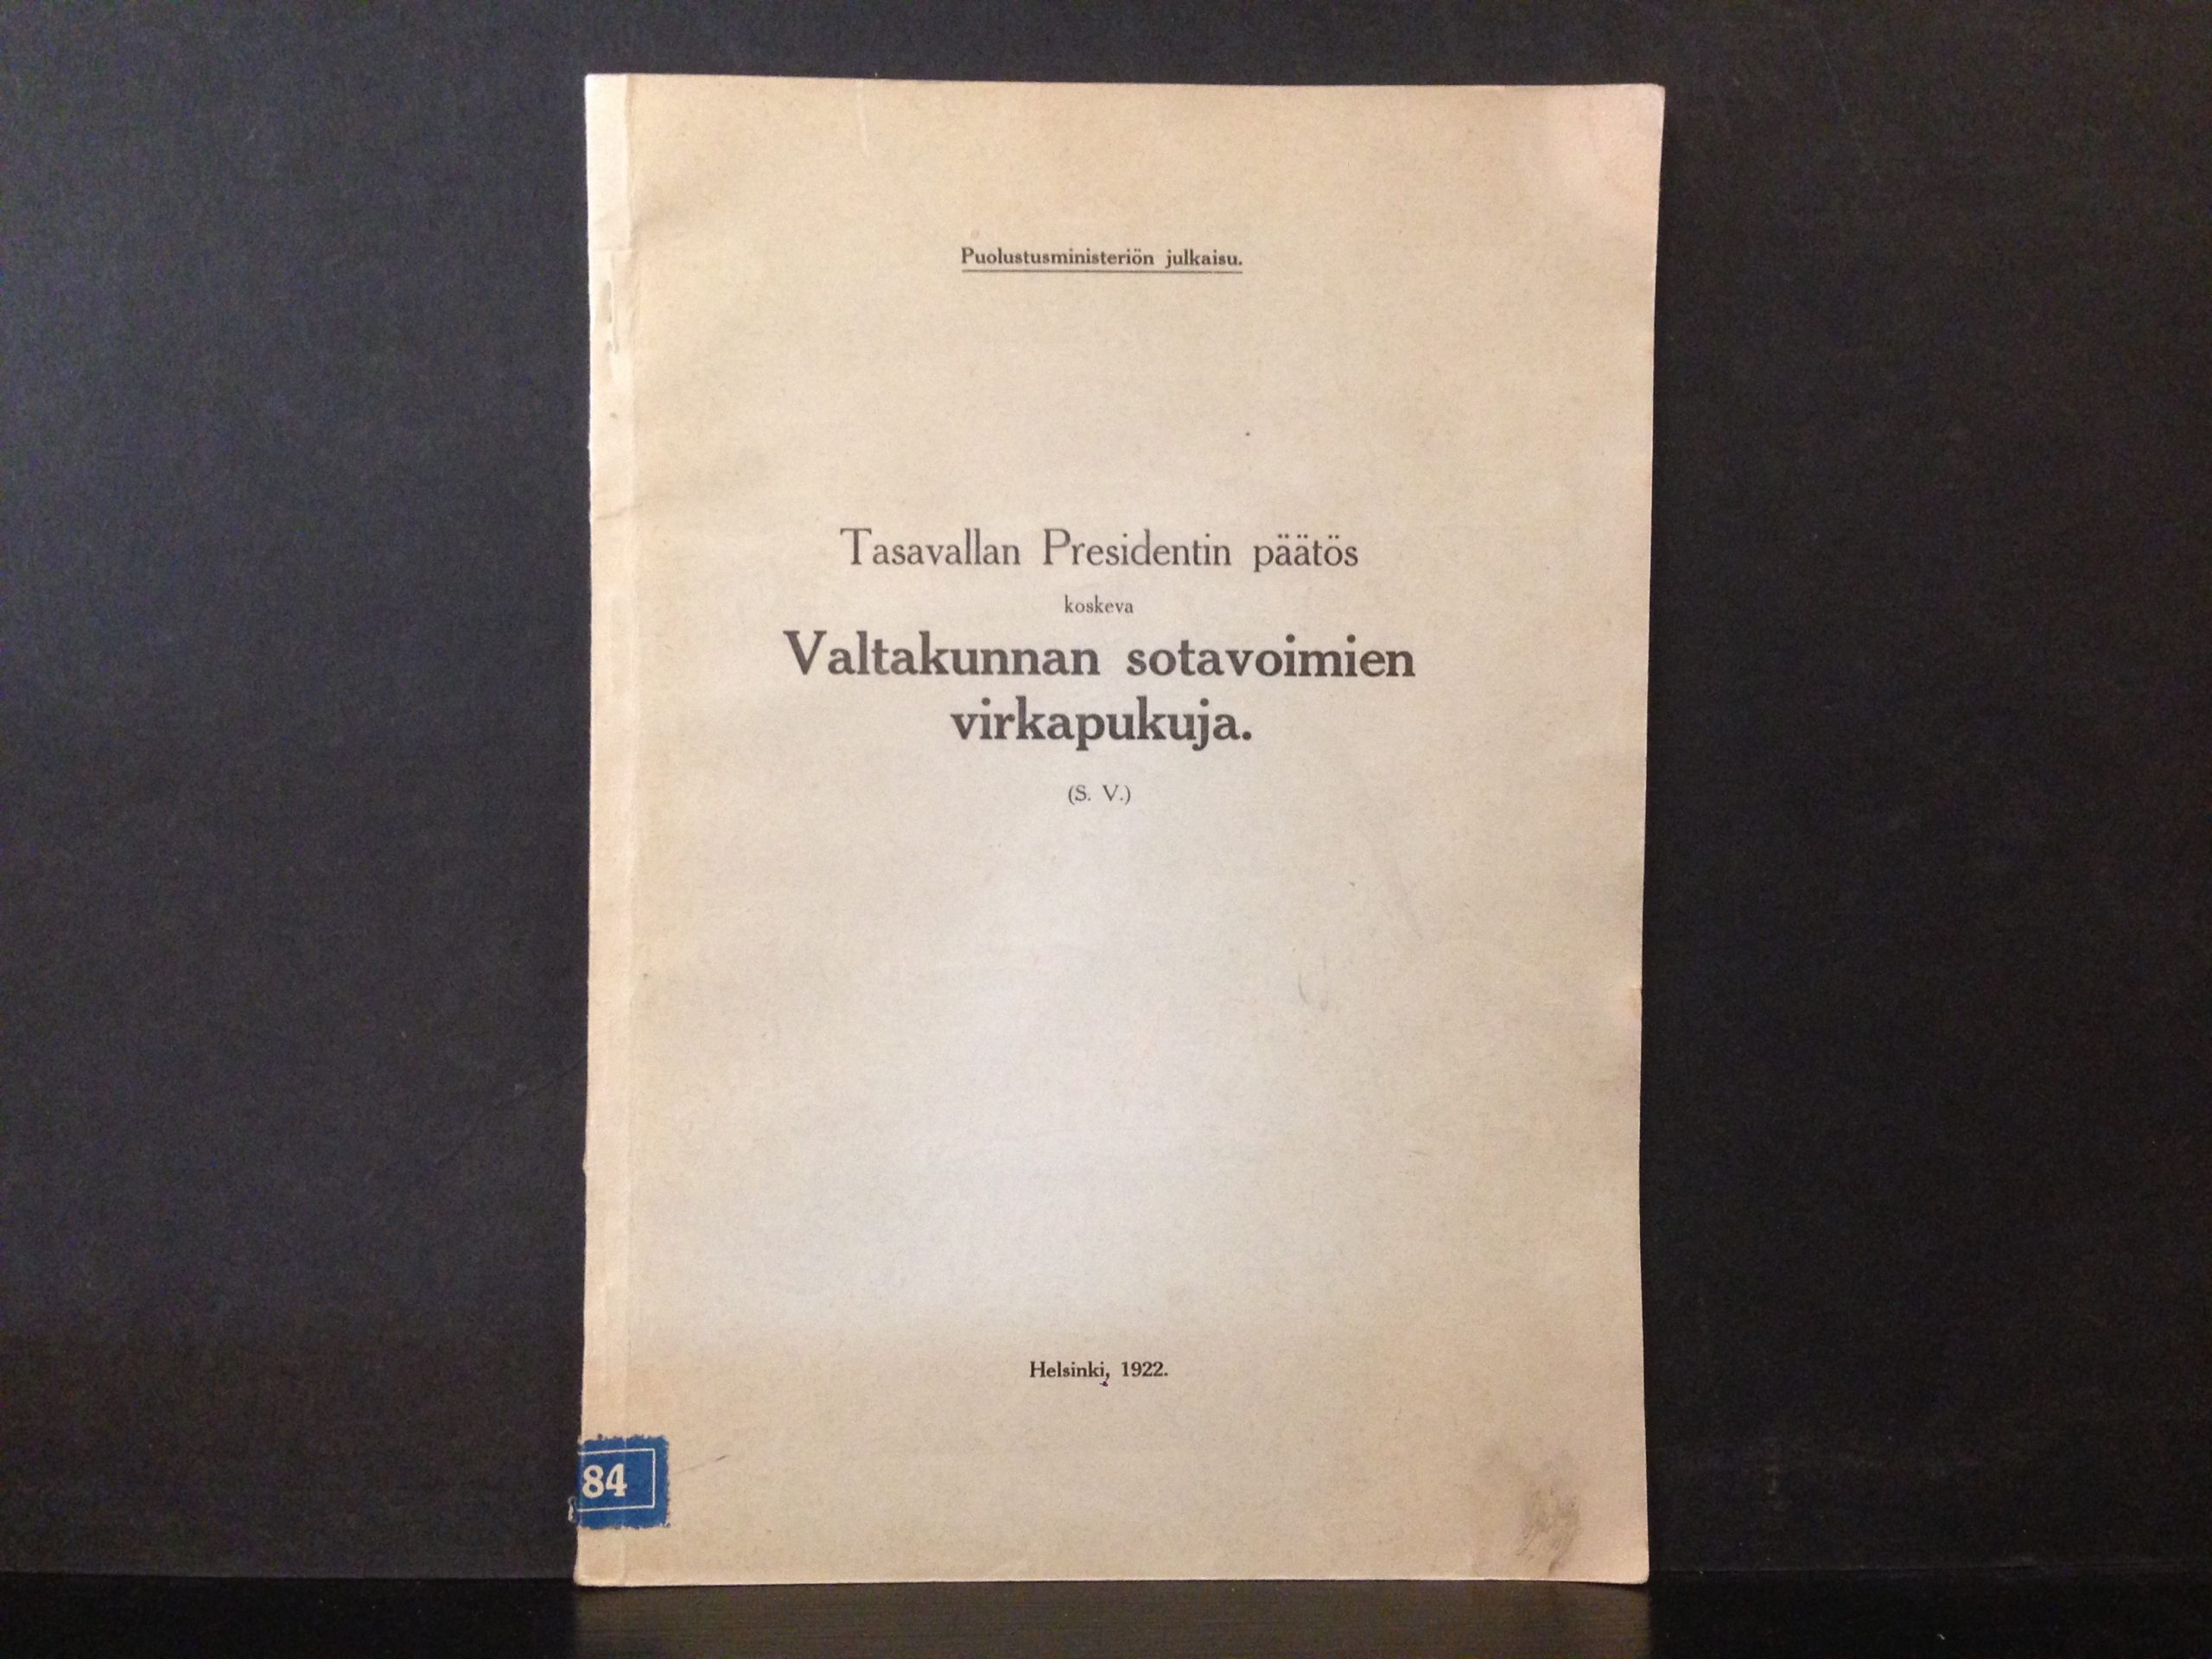 Puolustusministeriön julkaisu.
Tasavallan Presidentin päätös
koskeva
Valtakunnan sotavoimien
virkapukuja.
(S. V.)
Helsinki, 1922.
84